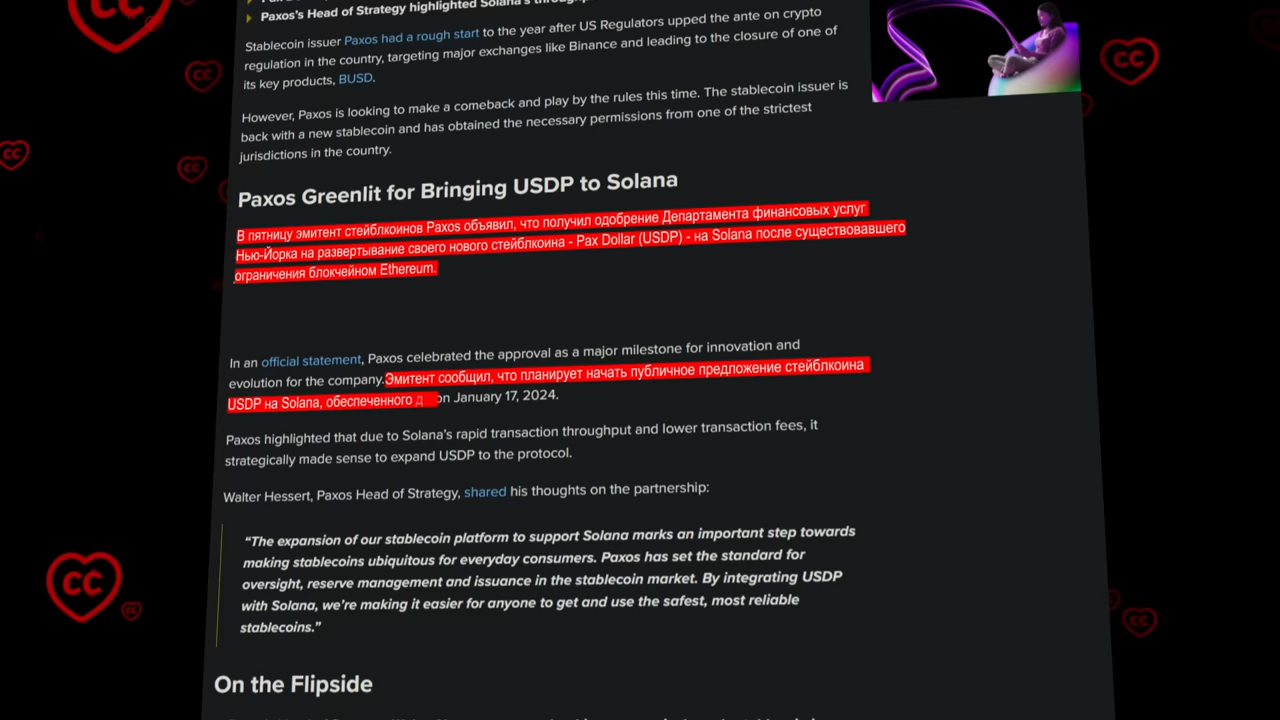 Paxos's Head of Strategy highlighted Solana's
Stablecoin issuer Paxos had a rough start to the year after US Regulators upped the ante on crypto
regulation in the country, targeting major exchanges like Binance and leading to the closure of one of
its key products, BUSD.
However, Paxos is looking to make a comeback and play by the rules this time. The stablecoin issuer is
back with a new stablecoin and has obtained the necessary permissions from one of the strictest
jurisdictions in the country.
Paxos Greenlit for Bringing USDP to Solana
В пятницу эмитент стейблкоинов Paxos объявил, что получил одобрение Департамента финансовых услуг
Нью-Йорка на развертывание своего нового стейблкоина - Pax Dollar (USDP) - на Solana после существовавшего
ограничения блокчейном Ethereum.
In an official statement, Paxos celebrated the approval as a major milestone for innovation and
evolution for the company. Эмитент сообщил, что планирует начать публичное предложение стейблкоина
USDP на Solana, обеспеченного д on January 17, 2024.
Paxos highlighted that due to Solana's rapid transaction throughput and lower transaction fees, it
strategically made sense to expand USDP to the protocol.
Walter Hessert, Paxos Head of Strategy, shared his thoughts on the partnership:
“The expansion of our stablecoin platform to support Solana marks an important step towards
making stablecoins ubiquitous for everyday consumers. Paxos has set the standard for
oversight, reserve management and issuance in the stablecoin market. By integrating USDP
with Solana, we're making it easier for anyone to get and use the safest, most reliable
stablecoins.”
On the Flipside
CC
CC
CC
CC
CC
CC
CC
CC